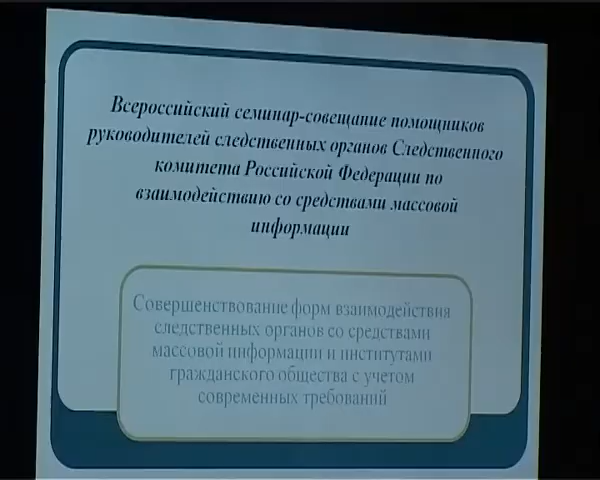 Всероссийский семинар-совещание помощников
руководителей следственных органов Следственного
комитета Российской Федерации по
взаимодействию со средствами массовой
информации
Совершенствование форм взаимодействия
следственных органов со средствами
массовой информации и институтами
гражданского общества с учетом
современных требований